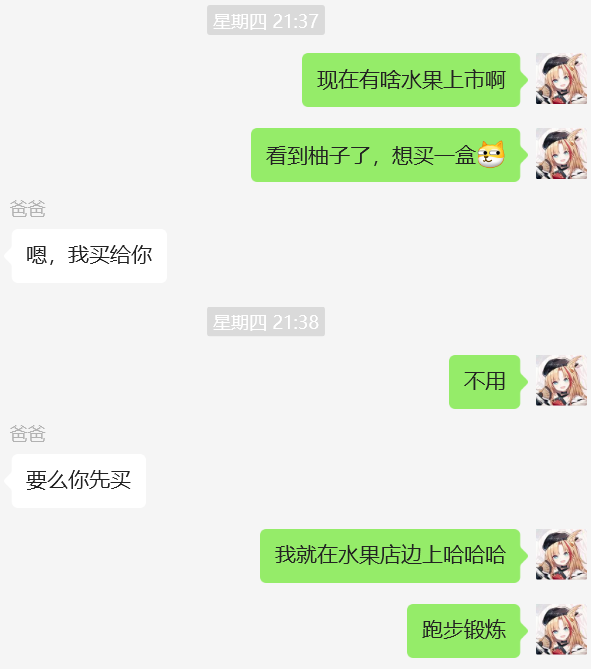 星期四 21:37
现在有啥水果上市啊
看到柚子了，想买一盒
爸爸
嗯，我买给你
星期四 21:38
不用
爸爸
要么你先买
我就在水果店边上哈哈哈
跑步锻炼